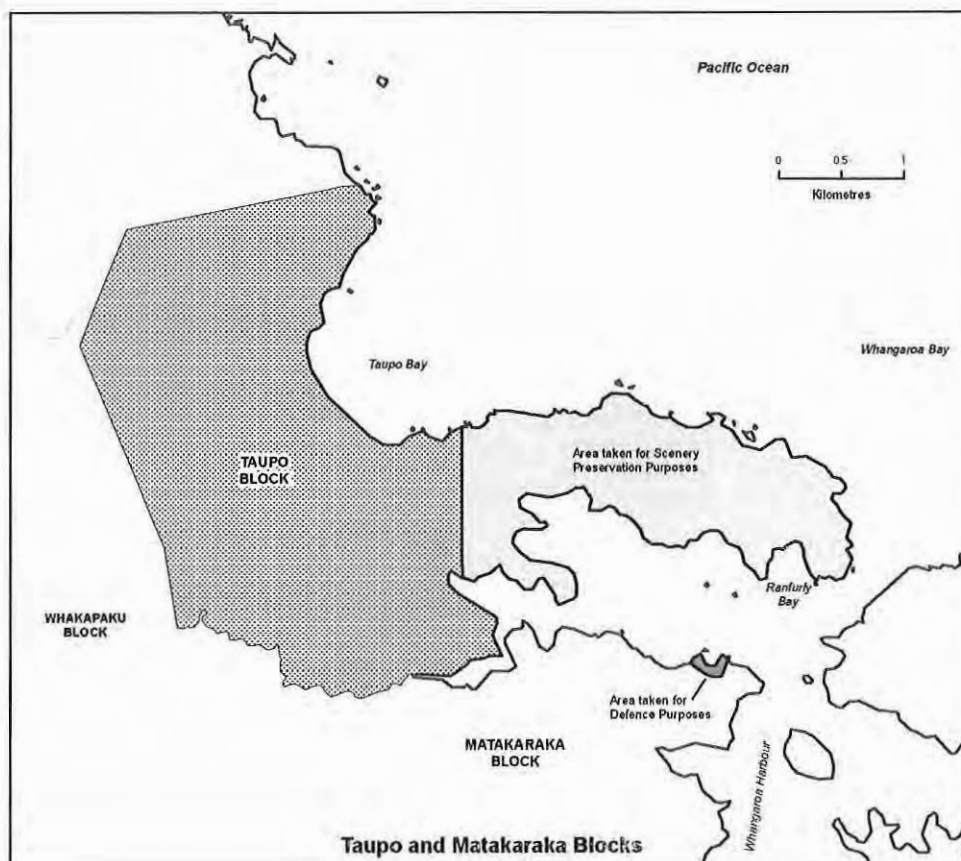 Pacific Ocean
0 0.5 1
Kilometres
Whangaroa Bay
Taupo Bay
Area taken for Scenery
Preservation Purposes
TAUPO
BLOCK
Ranfurly
Bay
WHAKAPAKU
BLOCK
Area taken for
Defence Purposes
MATAKARAKA
BLOCK
Whangaroa Harbour
Taupo and Matakaraka Blocks